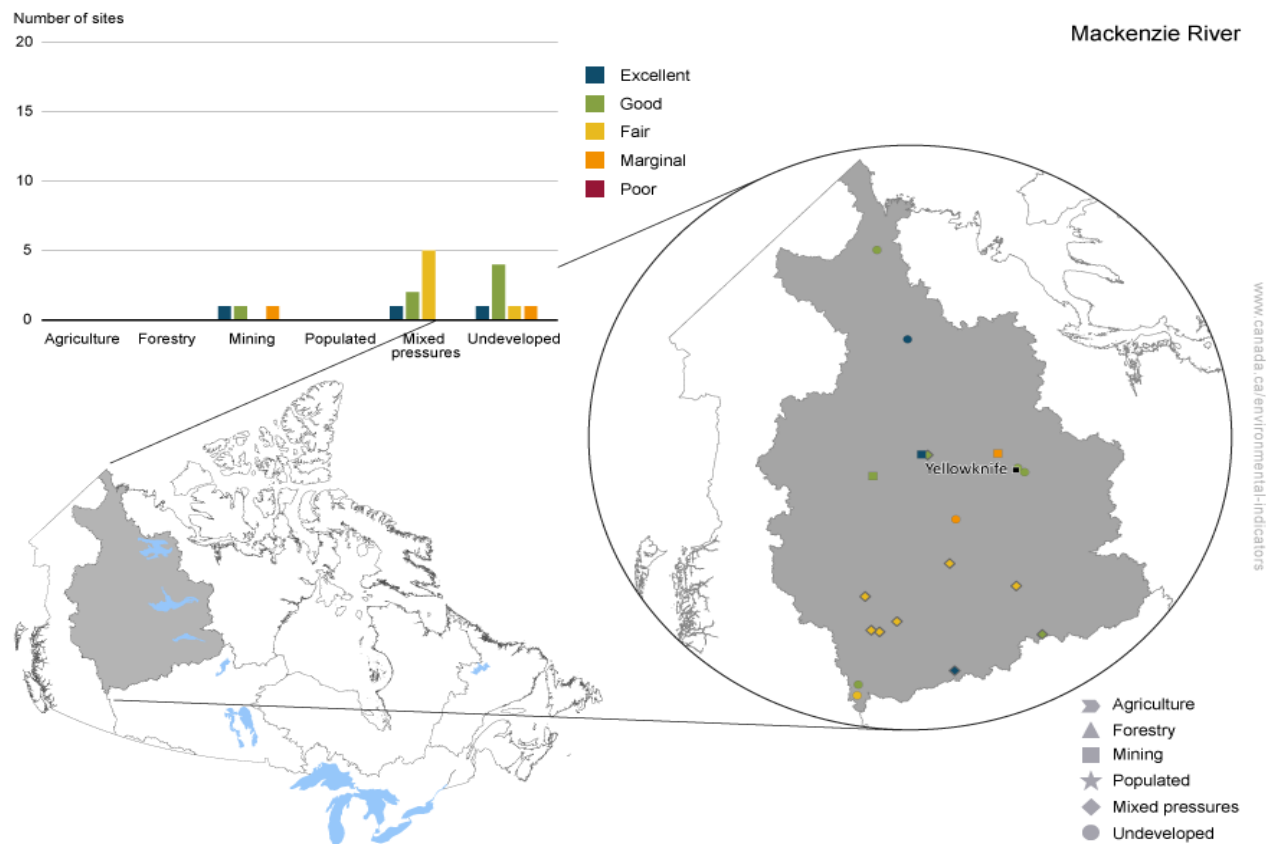 Number of sites
Mackenzie River
20
15
10
5
0
Agriculture
Forestry
Mining
Populated
Mixed
pressures
Undeveloped
Excellent
Good
Fair
Marginal
Poor
Yellowknife
www.canada.ca/environmental-indicators
Agriculture
Forestry
Mining
Populated
Mixed pressures
Undeveloped